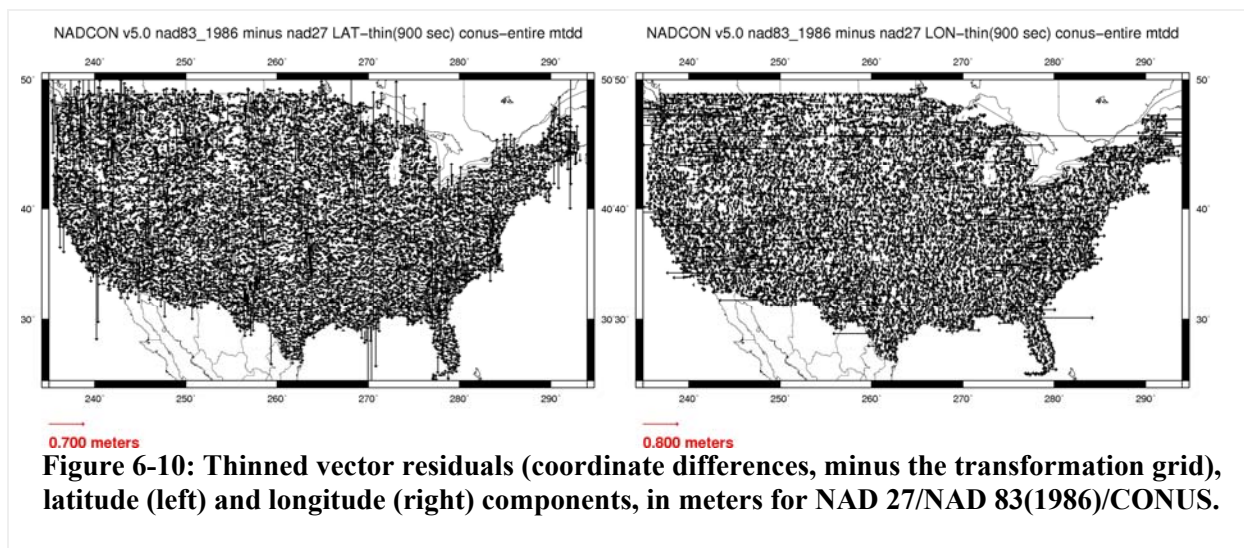 NADCON v5.0 nad83_1986 minus nad27 LAT-thin(900 sec) conus-entire mtdd
240˚ 250˚ 260˚ 270˚ 280˚ 290˚
50˚ 50˚
40˚ 40˚
30˚ 30˚
240˚ 250˚ 260˚ 270˚ 280˚ 290˚
0.700 meters
NADCON v5.0 nad83_1986 minus nad27 LON-thin(900 sec) conus-entire mtdd
240˚ 250˚ 260˚ 270˚ 280˚ 290˚
50˚ 50˚
40˚ 40˚
30˚ 30˚
240˚ 250˚ 260˚ 270˚ 280˚ 290˚
0.800 meters
Figure 6-10: Thinned vector residuals (coordinate differences, minus the transformation grid),
latitude (left) and longitude (right) components, in meters for NAD 27/NAD 83(1986)/CONUS.